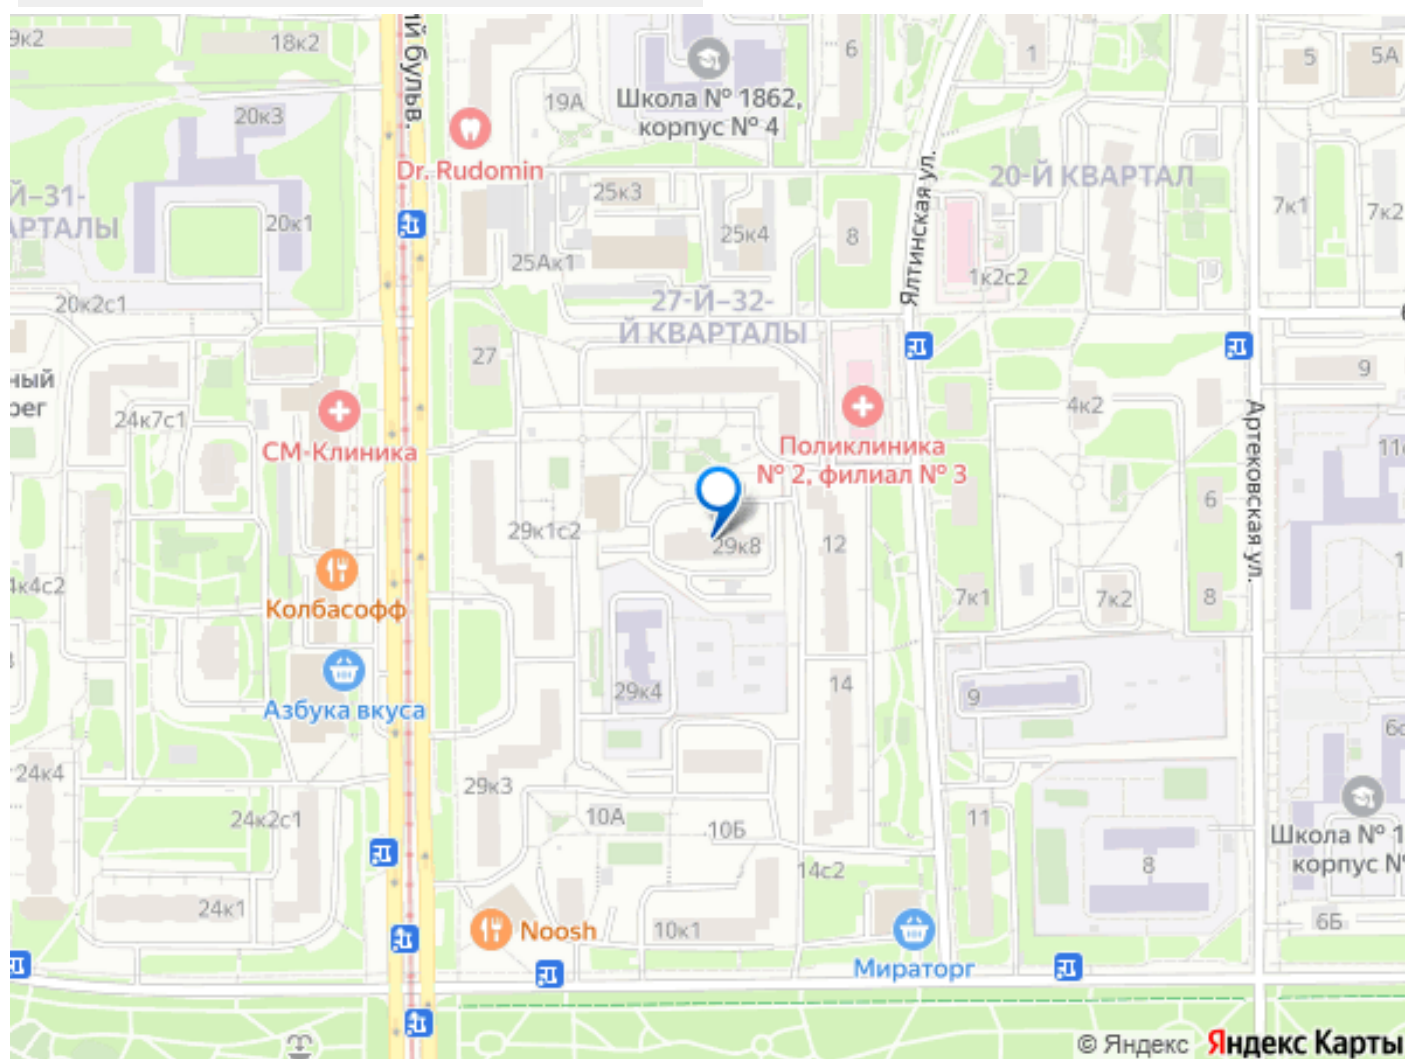 9к2
18к2
6
1
5
5А
ий бульв.
19А
Школа № 1862,
корпус № 4
20к3
Dr. Rudomin
Й–31-
АРТАЛЫ
20к1
25к3
25к4
8
20-Й КВАРТАЛ
Ялтинская ул.
7к1
7к2
25Ак1
1к2с2
20к2с1
27-Й–32-
Й КВАРТАЛЫ
27
9
ный
рег
24к7с1
СМ-Клиника
Поликлиника
№ 2, филиал № 3
4к2
Артековская ул.
6
29к1с2
29к8
12
4к4с2
Колбасофф
7к1
7к2
8
29к4
14
9
Азбука вкуса
24к4
29к3
24к2с1
10А
10Б
11
Школа № 1
корпус №
14с2
8
24к1
Noosh
10к1
6Б
Мираторг
© Яндекс
Яндекс Карты